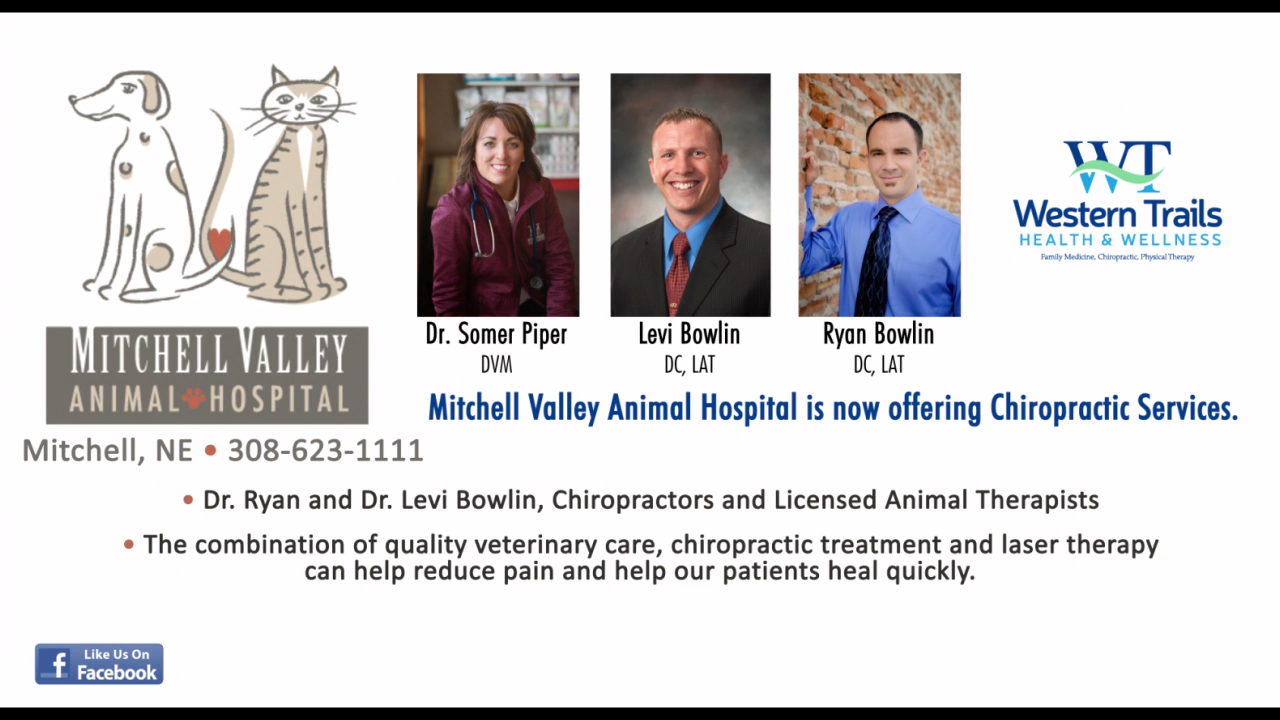 MITCHELL VALLEY
ANIMAL HOSPITAL
Mitchell, NE • 308-623-1111
Dr. Somer Piper
DVM
Levi Bowlin
DC, LAT
Ryan Bowlin
DC, LAT
WT
Western Trails
HEALTH & WELLNESS
Family Medicine, Chiropractic, Physical Therapy
Mitchell Valley Animal Hospital is now offering Chiropractic Services.
• Dr. Ryan and Dr. Levi Bowlin, Chiropractors and Licensed Animal Therapists
• The combination of quality veterinary care, chiropractic treatment and laser therapy
can help reduce pain and help our patients heal quickly.
f
Like Us On
Facebook